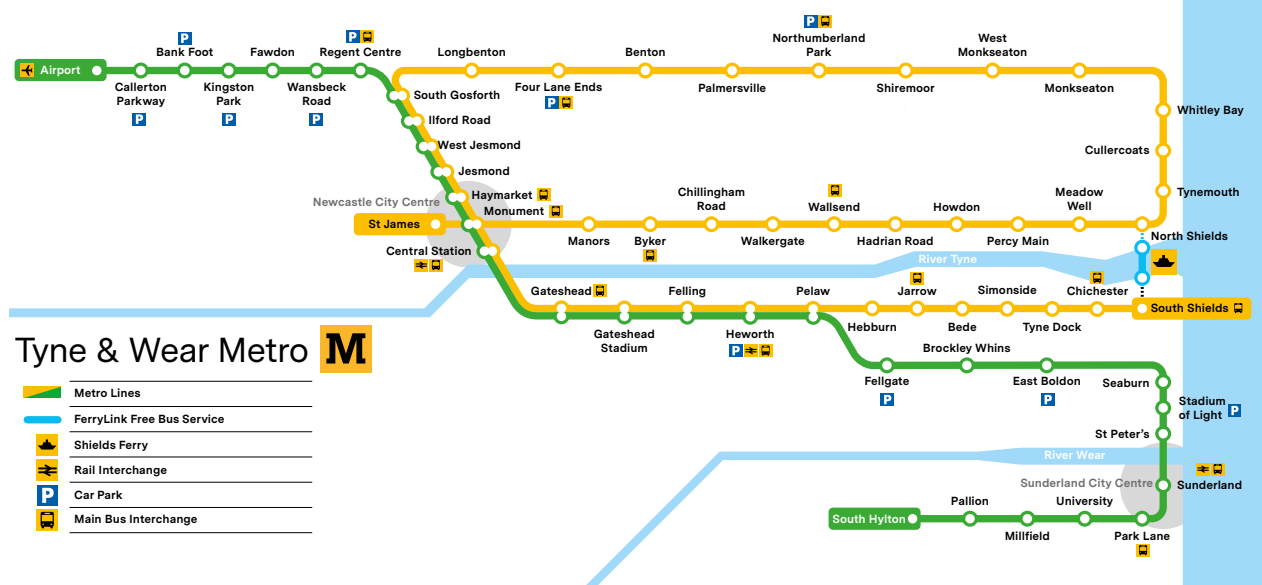 Airport
Callerton
Parkway
P
P
Bank Foot
Kingston
Park
P
Fawdon
Wansbeck
Road
P
P
Regent Centre
South Gosforth
Ilford Road
West Jesmond
Jesmond
Haymarket
Newcastle City Centre
Monument
St James
Central Station
Longbenton
Four Lane Ends
P
Benton
Palmersville
P
Northumberland
Park
Shiremoor
West
Monkseaton
Monkseaton
Whitley Bay
Cullercoats
Tynemouth
North Shields
Meadow
Well
Percy Main
Howdon
Hadrian Road
Wallsend
Walkergate
Chillingham
Road
Byker
Manors
River Tyne
Gateshead
Gateshead
Stadium
Felling
Heworth
P
Pelaw
Hebburn
Jarrow
Bede
Simonside
Tyne Dock
Chichester
South Shields
Fellgate
P
Brockley Whins
East Boldon
P
Seaburn
Stadium
of Light
P
St Peter's
River Wear
Sunderland City Centre
Sunderland
Park Lane
University
Millfield
Pallion
South Hylton
Tyne & Wear Metro M
Metro Lines
FerryLink Free Bus Service
Shields Ferry
Rail Interchange
P Car Park
Main Bus Interchange